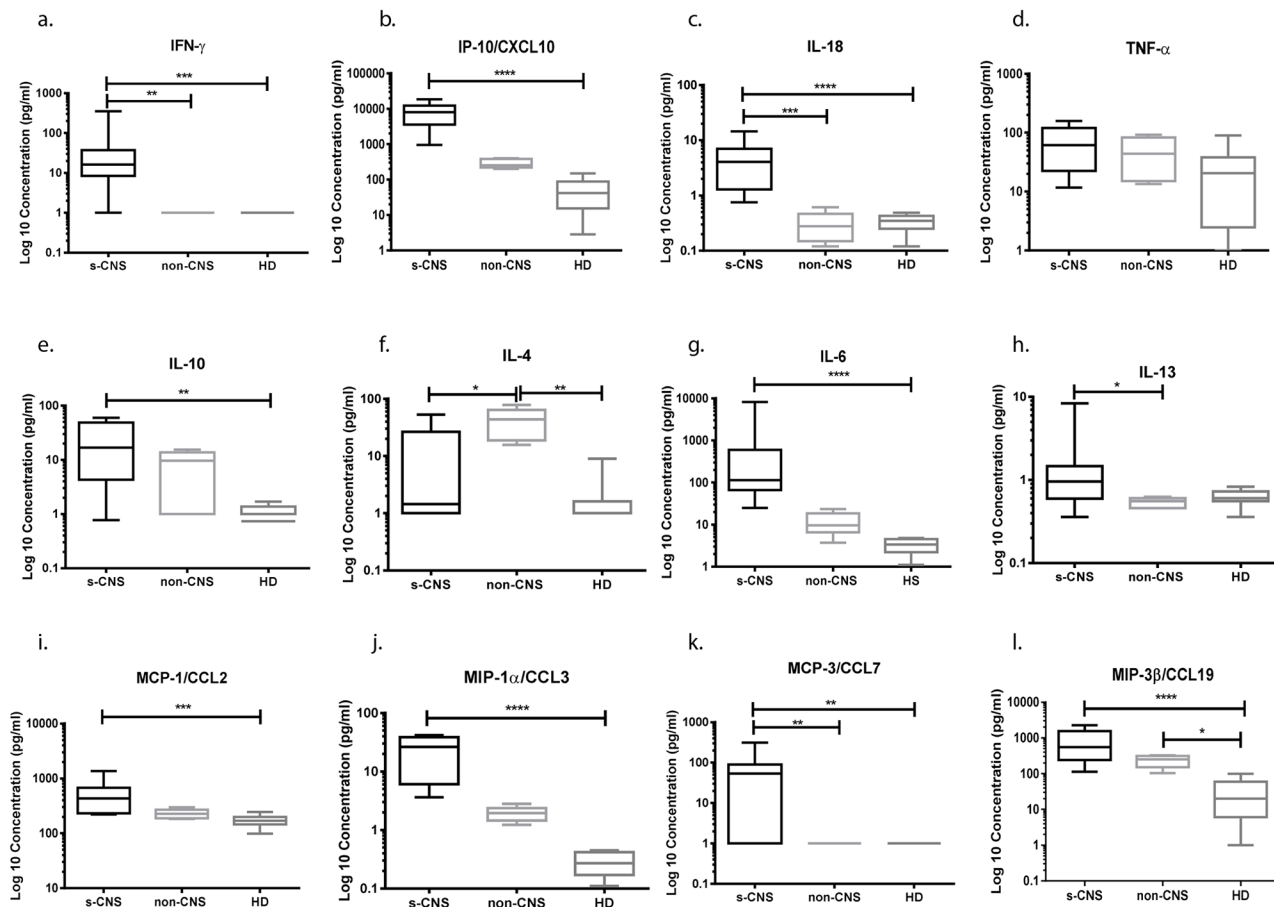 a.
IFN-γ
***
**
Log 10 Concentration (pg/ml)
1000
100
10
1
0.1
s-CNS non-CNS HD
b.
IP-10/CXCL10
****
Log 10 Concentration (pg/ml)
100000
10000
1000
100
10
1
s-CNS non-CNS HD
c.
IL-18
****
***
Log 10 Concentration (pg/ml)
100
10
1
0.1
s-CNS non-CNS HD
d.
TNF-α
Log 10 Concentration (pg/ml)
1000
100
10
1
s-CNS non-CNS HD
e.
IL-10
**
Log 10 Concentration (pg/ml)
100
10
1
0.1
s-CNS non-CNS HD
f.
IL-4
* **
Log 10 Concentration (pg/ml)
100
10
1
0.1
s-CNS non-CNS HD
g.
IL-6
****
Log 10 Concentration (pg/ml)
10000
1000
100
10
1
s-CNS non-CNS HS
h.
IL-13
*
Log 10 Concentration (pg/ml)
10
1
0.1
s-CNS non-CNS HD
i.
MCP-1/CCL2
***
Log 10 Concentration (pg/ml)
10000
1000
100
10
s-CNS non-CNS HD
j.
MIP-1α/CCL3
****
Log 10 Concentration (pg/ml)
100
10
1
0.1
s-CNS non-CNS HD
k.
MCP-3/CCL7
**
**
Log 10 Concentration (pg/ml)
1000
100
10
1
0.1
s-CNS non-CNS HD
l.
MIP-3β/CCL19
****
*
Log 10 Concentration (pg/ml)
10000
1000
100
10
1
0.1
s-CNS non-CNS HD